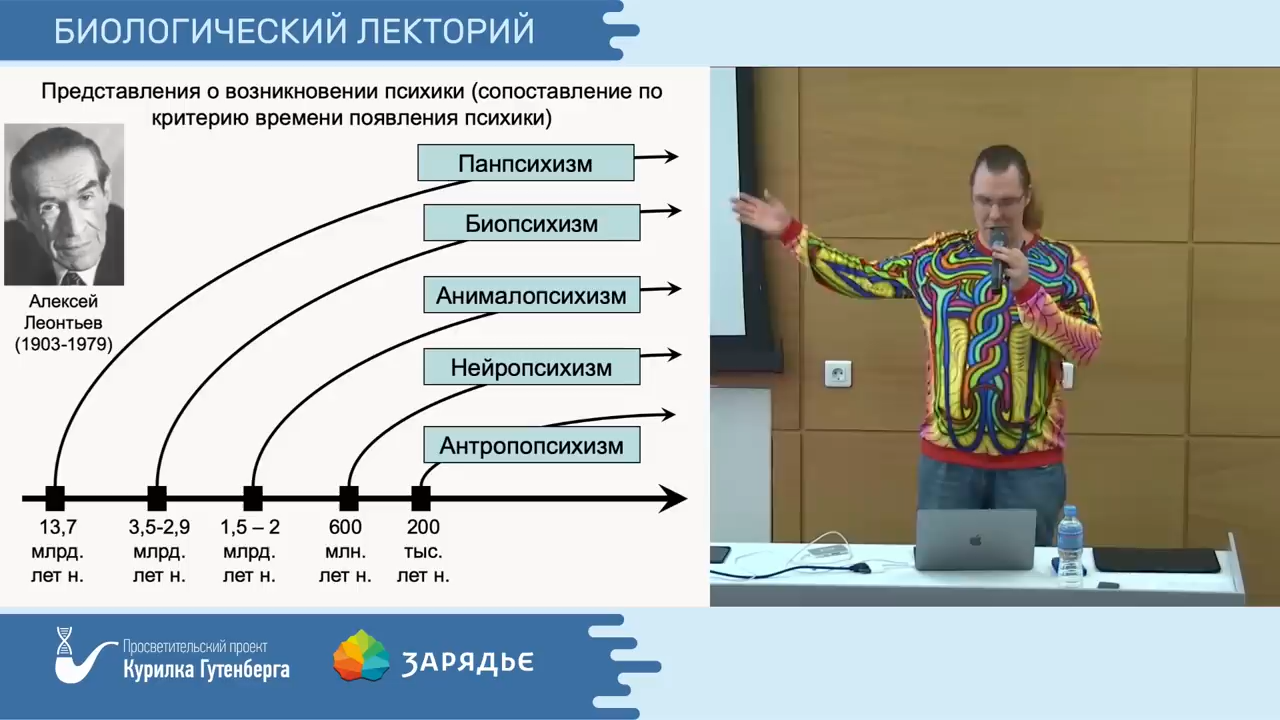 БИОЛОГИЧЕСКИЙ ЛЕКТОРИЙ
Представления о возникновении психики (сопоставление по
критерию времени появления психики)
Панпсихизм
Биопсихизм
Анималопсихизм
Нейропсихизм
Антропопсихизм
Алексей
Леонтьев
(1903-1979)
13,7
млрд.
лет н.
3,5-2,9
млрд.
лет н.
1,5 – 2
млрд.
лет н.
600
млн.
лет н.
200
тыс.
лет н.
Просветительский проект
Курилка Гутенберга
ЗАРЯДЬЕ